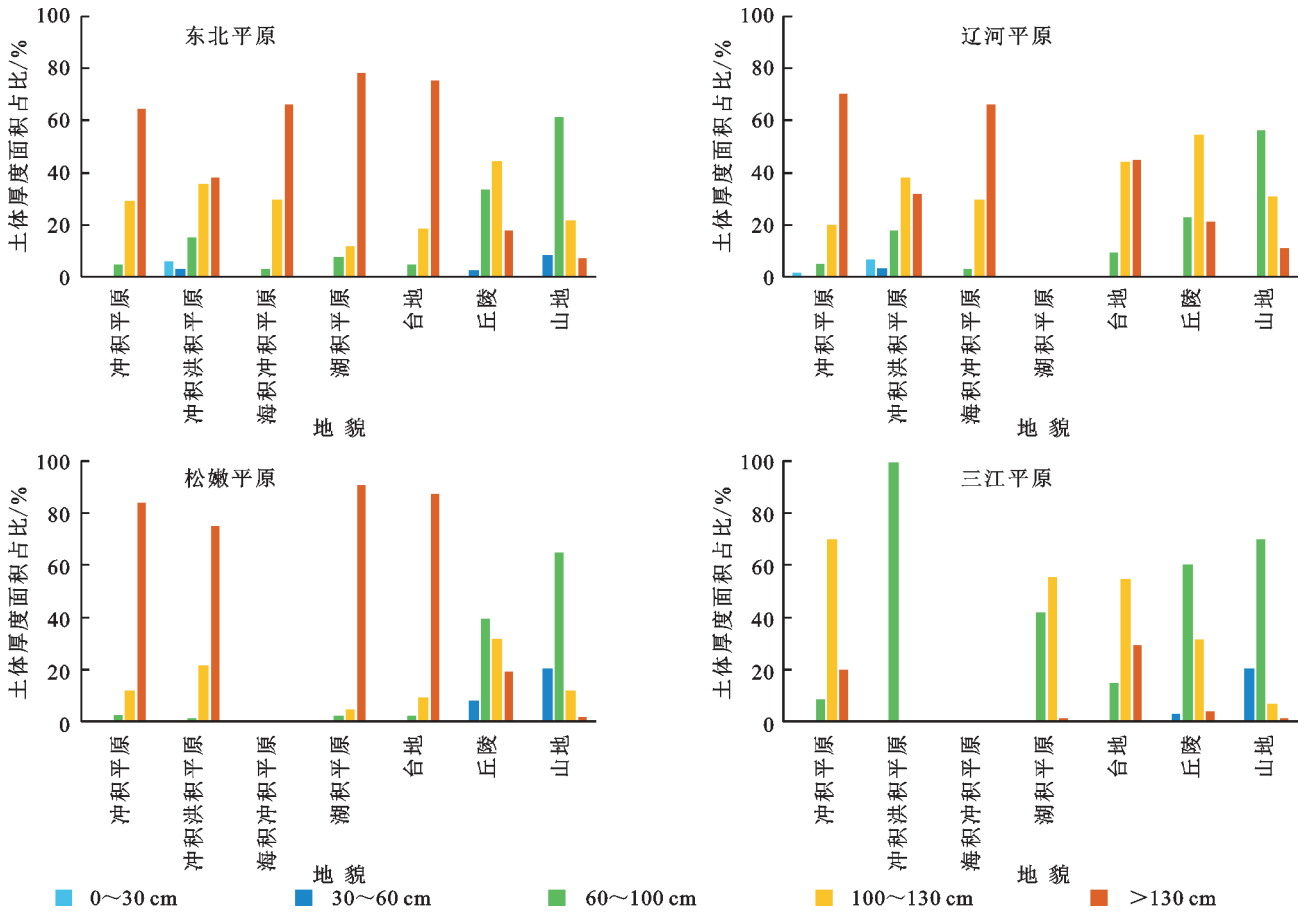 东北平原
土体厚度面积占比/%
100
80
60
40
20
0
冲积平原
冲积洪积平原
海积冲积平原
湖积平原
台地
丘陵
山地
地 貌
辽河平原
土体厚度面积占比/%
100
80
60
40
20
0
冲积平原
冲积洪积平原
海积冲积平原
湖积平原
台地
丘陵
山地
地 貌
松嫩平原
土体厚度面积占比/%
100
80
60
40
20
0
冲积平原
冲积洪积平原
海积冲积平原
湖积平原
台地
丘陵
山地
地 貌
三江平原
土体厚度面积占比/%
100
80
60
40
20
0
冲积平原
冲积洪积平原
海积冲积平原
湖积平原
台地
丘陵
山地
地 貌
0～30 cm
30～60 cm
60～100 cm
100～130 cm
>130 cm